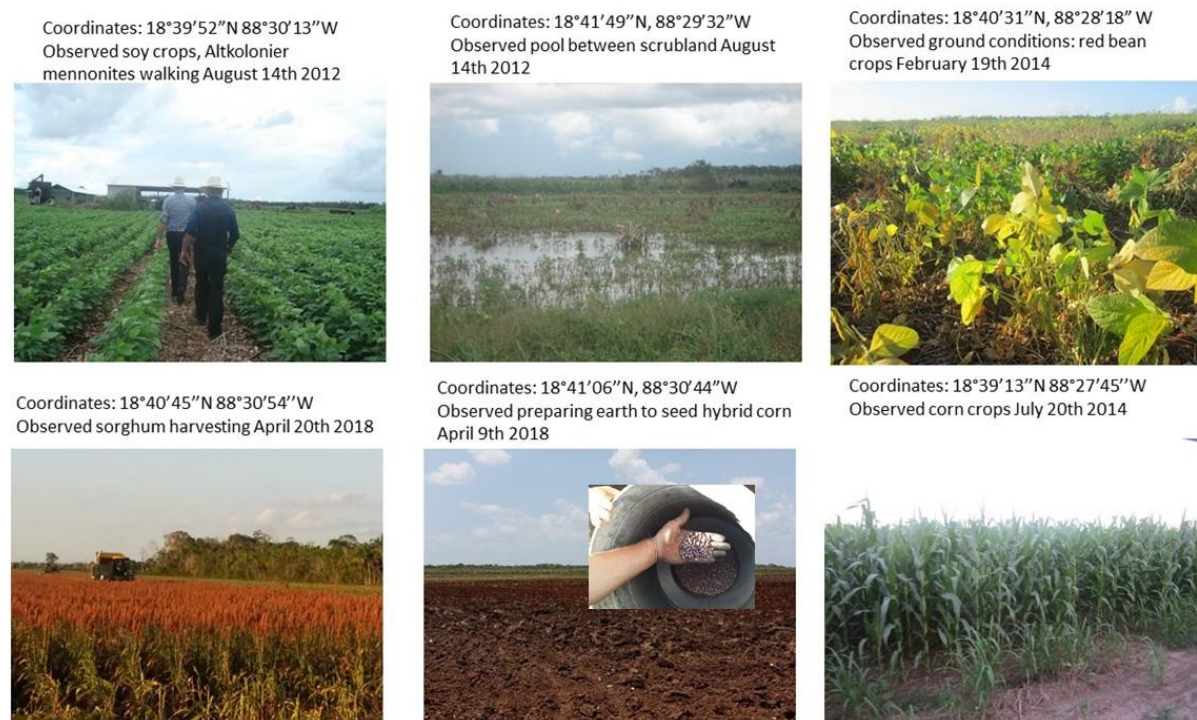 Coordinates: 18°39’52’’N 88°30’13’’W
Observed soy crops, Altkolonier
mennonites walking August 14th 2012
Coordinates: 18°41’49’’N, 88°29’32’’W
Observed pool between scrubland August
14th 2012
Coordinates: 18°40’31’’N, 88°28’18’’ W
Observed ground conditions: red bean
crops February 19th 2014
Coordinates: 18°40’45’’N 88°30’54’’W
Observed sorghum harvesting April 20th 2018
Coordinates: 18°41’06’’N, 88°30’44’’W
Observed preparing earth to seed hybrid corn
April 9th 2018
Coordinates: 18°39’13’’N 88°27’45’’W
Observed corn crops July 20th 2014